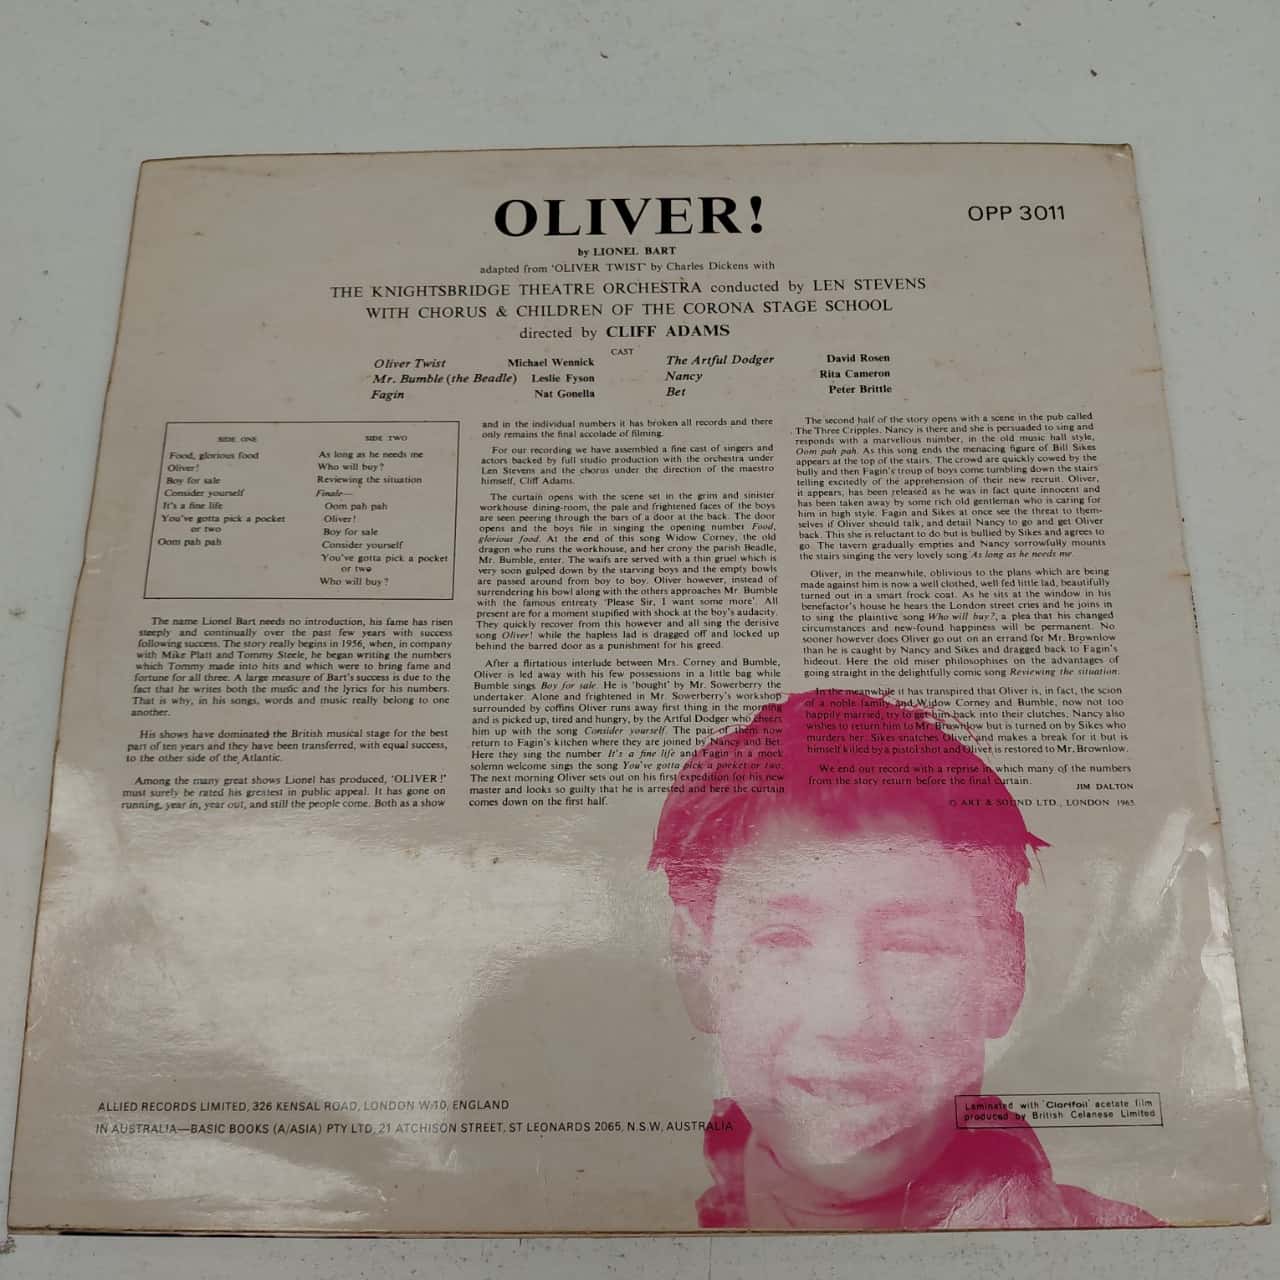 OLIVER!
OPP 3011
by LIONEL BART
adapted from 'OLIVER TWIST' by Charles Dickens with
THE KNIGHTSBRIDGE THEATRE ORCHESTRA conducted by LEN STEVENS
WITH CHORUS & CHILDREN OF THE CORONA STAGE SCHOOL
directed by CLIFF ADAMS
CAST
Oliver Twist Michael Wennick
Mr. Bumble (the Beadle) Leslie Fyson
Fagin Nat Gonella
The Artful Dodger David Rosen
Nancy Rita Cameron
Bet Peter Brittle
SIDE ONE
Food, glorious food
Oliver!
Boy for sale
Consider yourself
It's a fine life
You've gotta pick a pocket
or two
Oom pah pah
SIDE TWO
As long as he needs me
Who will buy?
Reviewing the situation
Finale—
Oom pah pah
Oliver!
Boy for sale
Consider yourself
You've gotta pick a pocket
or two
Who will buy?
The name Lionel Bart needs no introduction, his fame has risen
steeply and continually over the past few years with success
following success. The story really begins in 1956, when, in company
with Mike Platt and Tommy Steele, he began writing the numbers
which Tommy made into hits and which were to bring fame and
fortune for all three. A large measure of Bart's success is due to the
fact that he writes both the music and the lyrics for his numbers.
That is why, in his songs, words and music really belong to one
another.
His shows have dominated the British musical stage for the best
part of ten years and they have been transferred, with equal success,
to the other side of the Atlantic.
Among the many great shows Lionel has produced, 'OLIVER!'
must surely be rated his greatest in public appeal. It has gone on
running, year in, year out, and still the people come. Both as a show
and in the individual numbers it has broken all records and there
only remains the final accolade of filming.
For our recording we have assembled a fine cast of singers and
actors backed by full studio production with the orchestra under
Len Stevens and the chorus under the direction of the maestro
himself, Cliff Adams.
The curtain opens with the scene set in the grim and sinister
workhouse dining-room, the pale and frightened faces of the boys
are seen peering through the bars of a door at the back. The door
opens and the boys file in singing the opening number Food,
glorious food. At the end of this song Widow Corney, the old
dragon who runs the workhouse, and her crony the parish Beadle,
Mr. Bumble, enter. The waifs are served with a thin gruel which is
very soon gulped down by the starving boys and the empty bowls
are passed around from boy to boy. Oliver however, instead of
surrendering his bowl along with the others approaches Mr. Bumble
with the famous entreaty 'Please Sir, I want some more'. All
present are for a moment stupified with shock at the boy's audacity.
They quickly recover from this however and all sing the derisive
song Oliver! while the hapless lad is dragged off and locked up
behind the barred door as a punishment for his greed.
After a flirtatious interlude between Mrs. Corney and Bumble,
Oliver is led away with his few possessions in a little bag while
Bumble sings Boy for sale. He is 'bought' by Mr. Sowerberry the
undertaker. Alone and frightened in Mr. Sowerberry's workshop
surrounded by coffins Oliver runs away first thing in the morning
and is picked up, tired and hungry, by the Artful Dodger who cheers
him up with the song Consider yourself. The pair of them now
return to Fagin's kitchen where they are joined by Nancy and Bet.
Here they sing the number It's a fine life and Fagin in a mock
solemn welcome sings the song You've gotta pick a pocket or two.
The next morning Oliver sets out on his first expedition for his new
master and looks so guilty that he is arrested and here the curtain
comes down on the first half.
The second half of the story opens with a scene in the pub called
The Three Cripples. Nancy is there and she is persuaded to sing and
responds with a marvellous number, in the old music hall style,
Oom pah pah. As this song ends the menacing figure of Bill Sikes
appears at the top of the stairs. The crowd are quickly cowed by the
bully and then Fagin's troup of boys come tumbling down the stairs
telling excitedly of the apprehension of their new recruit. Oliver,
it appears, has been released as he was in fact quite innocent and
has been taken away by some rich old gentleman who is caring for
him in high style. Fagin and Sikes at once see the threat to them-
selves if Oliver should talk, and detail Nancy to go and get Oliver
back. This she is reluctant to do but is bullied by Sikes and agrees to
go. The tavern gradually empties and Nancy sorrowfully mounts
the stairs singing the very lovely song As long as he needs me.
Oliver, in the meanwhile, oblivious to the plans which are being
made against him is now a well clothed, well fed little lad, beautifully
turned out in a smart frock coat. As he sits at the window in his
benefactor's house he hears the London street cries and he joins in
to sing the plaintive song Who will buy?, a plea that his changed
circumstances and new-found happiness will be permanent. No
sooner however does Oliver go out on an errand for Mr. Brownlow
than he is caught by Nancy and Sikes and dragged back to Fagin's
hideout. Here the old miser philosophises on the advantages of
going straight in the delightfully comic song Reviewing the situation.
In the meanwhile it has transpired that Oliver is, in fact, the scion
of a noble family and Widow Corney and Bumble, now not too
happily married, try to get him back into their clutches. Nancy also
wishes to return him to Mr. Brownlow but is turned on by Sikes who
murders her. Sikes snatches Oliver and makes a break for it but is
himself killed by a pistol shot and Oliver is restored to Mr. Brownlow.
We end our record with a reprise in which many of the numbers
from the story return before the final curtain.
JIM DALTON
© ART & SOUND LTD., LONDON 1965
ALLIED RECORDS LIMITED, 326 KENSAL ROAD, LONDON W.10, ENGLAND
IN AUSTRALIA—BASIC BOOKS (A/ASIA) PTY LTD, 21 ATCHISON STREET, ST LEONARDS 2065, N.S.W, AUSTRALIA
Laminated with 'Clarifoil' acetate film
produced by British Celanese Limited